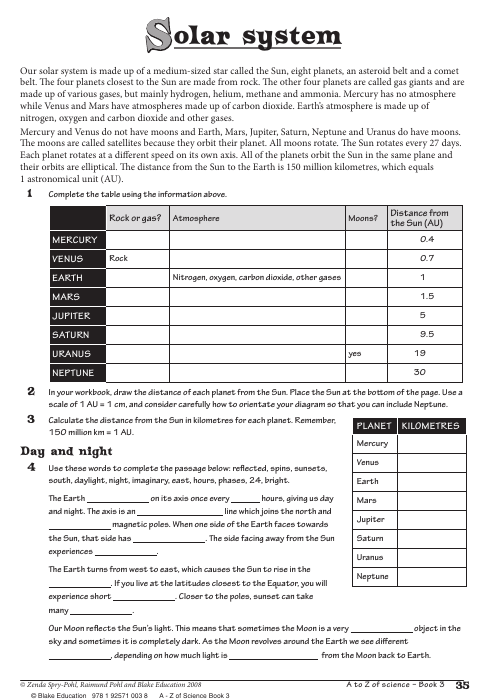 Solar system
Our solar system is made up of a medium-sized star called the Sun, eight planets, an asteroid belt and a comet
belt. The four planets closest to the Sun are made from rock. The other four planets are called gas giants and are
made up of various gases, but mainly hydrogen, helium, methane and ammonia. Mercury has no atmosphere
while Venus and Mars have atmospheres made up of carbon dioxide. Earth's atmosphere is made up of
nitrogen, oxygen and carbon dioxide and other gases.
Mercury and Venus do not have moons and Earth, Mars, Jupiter, Saturn, Neptune and Uranus do have moons.
The moons are called satellites because they orbit their planet. All moons rotate. The Sun rotates every 27 days.
Each planet rotates at a different speed on its own axis. All of the planets orbit the Sun in the same plane and
their orbits are elliptical. The distance from the Sun to the Earth is 150 million kilometres, which equals
1 astronomical unit (AU).
1 Complete the table using the information above.
Rock or gas? Atmosphere Moons? Distance from
the Sun (AU)
MERCURY 0.4
VENUS Rock 0.7
EARTH Nitrogen, oxygen, carbon dioxide, other gases 1
MARS 1.5
JUPITER 5
SATURN 9.5
URANUS yes 19
NEPTUNE 30
2 In your workbook, draw the distance of each planet from the Sun. Place the Sun at the bottom of the page. Use a
scale of 1 AU = 1 cm, and consider carefully how to orientate your diagram so that you can include Neptune.
3 Calculate the distance from the Sun in kilometres for each planet. Remember,
150 million km = 1 AU.
PLANET KILOMETRES
Mercury
Venus
Earth
Mars
Jupiter
Saturn
Uranus
Neptune
Day and night
4 Use these words to complete the passage below: reflected, spins, sunsets,
south, daylight, night, imaginary, east, hours, phases, 24, bright.
The Earth ____________ on its axis once every ______ hours, giving us day
and night. The axis is an ________________ line which joins the north and
____________ magnetic poles. When one side of the Earth faces towards
the Sun, that side has ______________. The side facing away from the Sun
experiences ____________.
The Earth turns from west to east, which causes the Sun to rise in the
____________. If you live at the latitudes closest to the Equator, you will
experience short ____________. Closer to the poles, sunset can take
many ____________.
Our Moon reflects the Sun's light. This means that sometimes the Moon is a very ____________ object in the
sky and sometimes it is completely dark. As the Moon revolves around the Earth we see different
____________, depending on how much light is ________________ from the Moon back to Earth.
© Zenda Spry-Pohl, Raimund Pohl and Blake Education 2008 A to Z of science – Book 3 35
© Blake Education 978 1 92571 003 8 A - Z of Science Book 3